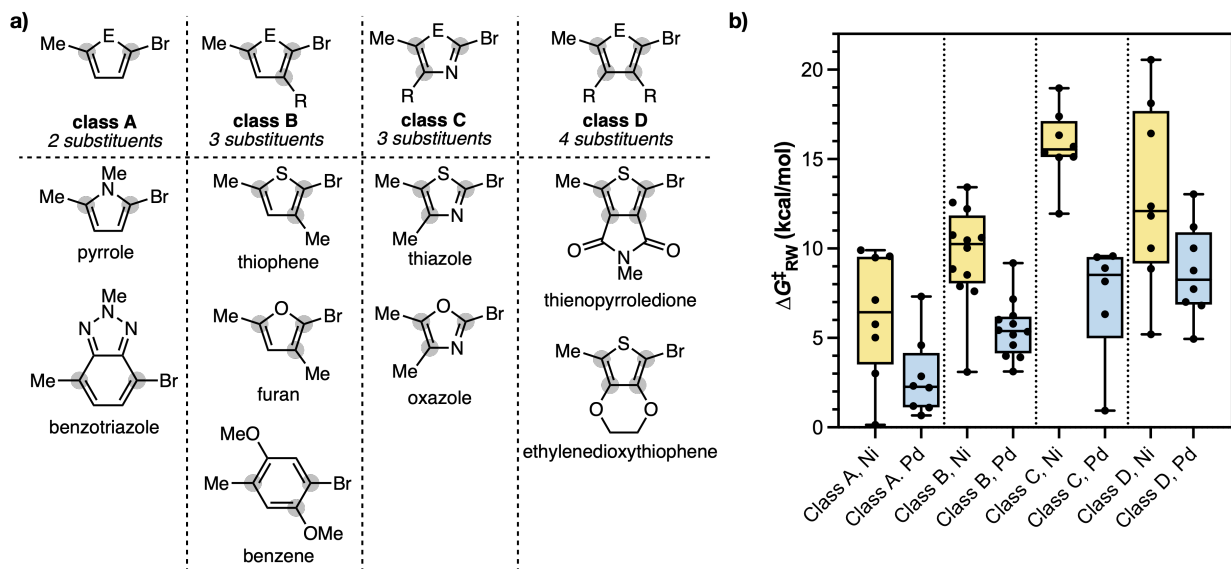 a)
Me E Br
Me E Br
R
Me E Br
N
R
Me E Br
R R
class A
2 substituents
class B
3 substituents
class C
3 substituents
class D
4 substituents
Me
Me N Br
pyrrole
Me
N
N N
Me Br
benzotriazole
Me S Br
Me
thiophene
Me O Br
Me
furan
MeO
Me Br
OMe
benzene
Me S Br
N
Me
thiazole
Me O Br
N
Me
oxazole
Me S Br
O N O
Me
thienopyrroledione
Me S Br
O O
ethylenedioxythiophene
b)
ΔG‡RW (kcal/mol)
20
15
10
5
0
Class A, Ni
Class A. Pd
Class B, Ni
Class B, Pd
Class C, Ni
Class C, Pd
Class D, Ni
Class D, Pd